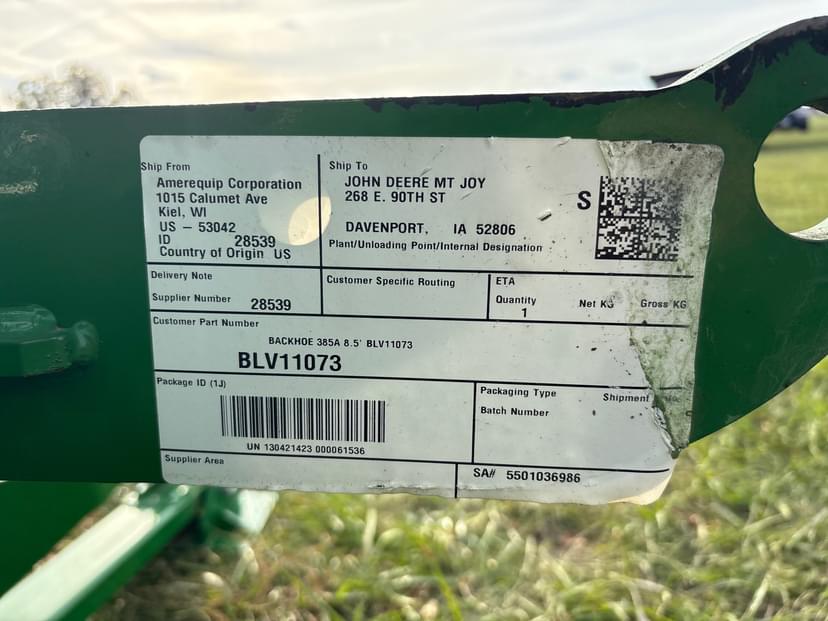 Ship From
Amerequip Corporation
1015 Calumet Ave
Kiel, WI
US - 53042
ID 28539
Country of Origin US
Ship To
JOHN DEERE MT JOY
268 E. 90TH ST
DAVENPORT, IA 52806
Plant/Unloading Point/Internal Designation
S
Delivery Note
Supplier Number 28539
Customer Specific Routing
ETA
Quantity Net KG Gross KG
1
Customer Part Number
BACKHOE 385A 8.5' BLV11073
BLV11073
Package ID (1J)
UN 130421423 000061536
Packaging Type Shipment
Batch Number
Supplier Area
SA# 5501036986